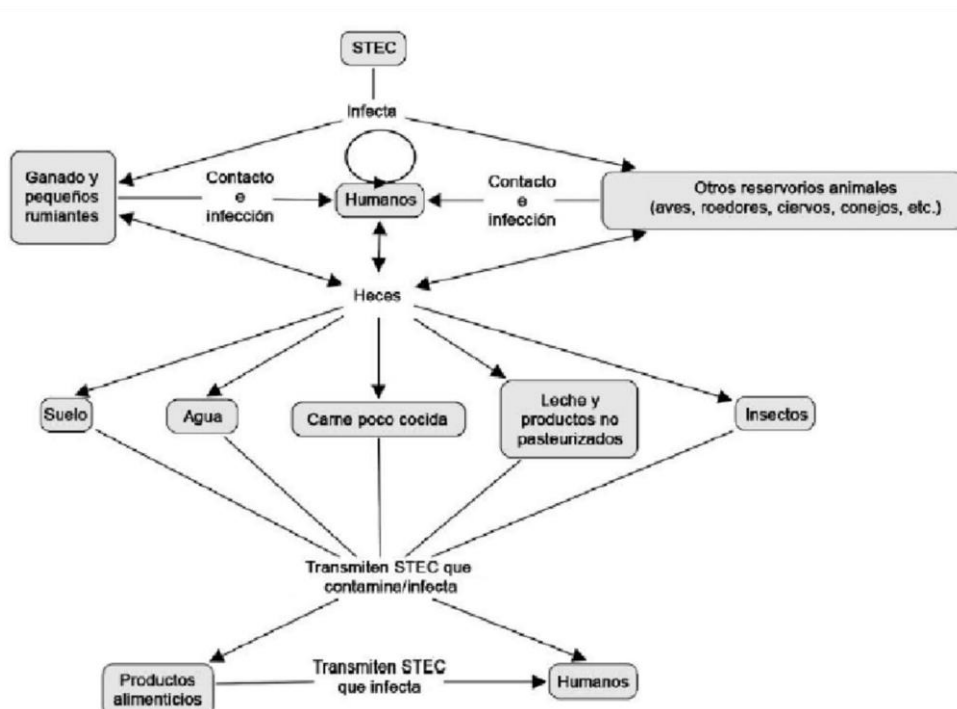 STEC
Infecta
Ganado y
pequeños
rumiantes
Contacto
e
infección
Humanos
Contacto
e
infección
Otros reservorios animales
(aves, roedores, ciervos, conejos, etc.)
Heces
Suelo
Agua
Carne poco cocida
Leche y
productos no
pasteurizados
Insectos
Transmiten STEC que
contamina/infecta
Productos
alimenticios
Transmiten STEC
que infecta
Humanos